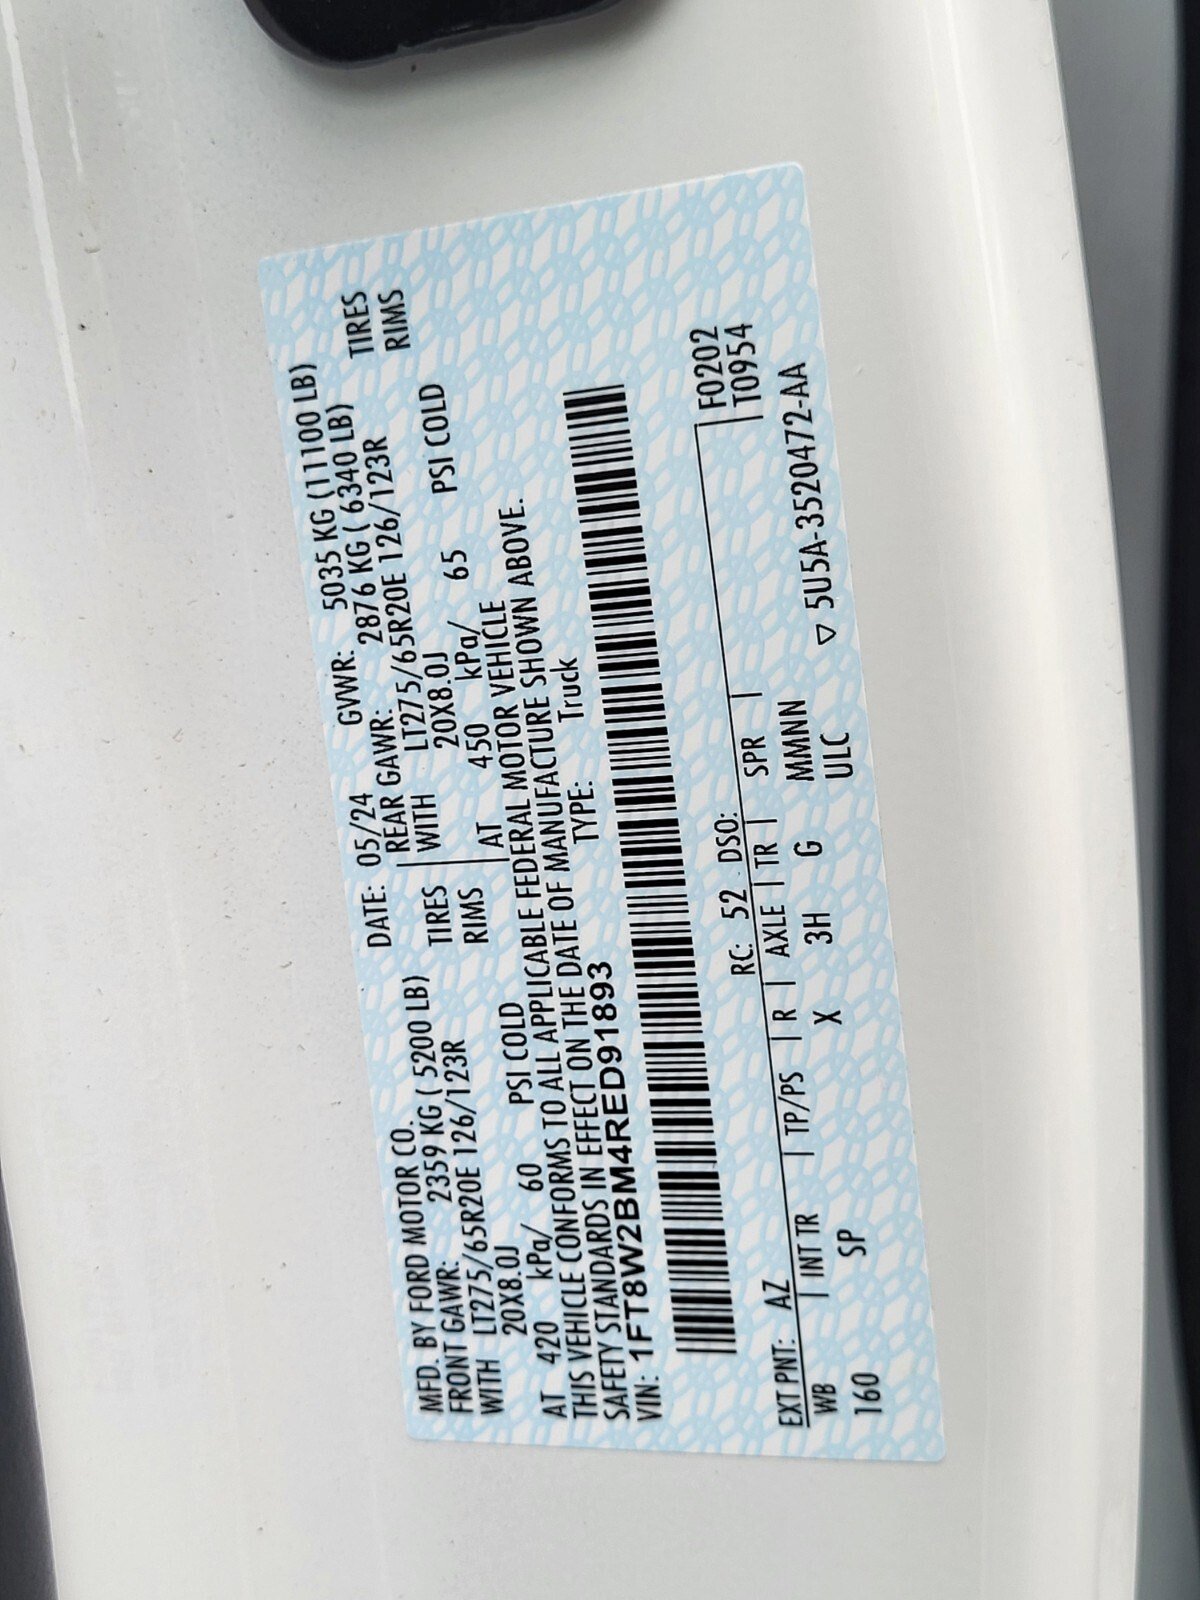 MFD. BY FORD MOTOR CO. DATE: 05/24 GVWR: 5035 KG (11100 LB)
FRONT GAWR: 2359 KG ( 5200 LB) REAR GAWR: 2876 KG ( 6340 LB)
WITH LT275/65R20E 126/123R TIRES WITH LT275/65R20E 126/123R TIRES
20X8.0J RIMS 20X8.0J RIMS
AT 420 kPa/ 60 PSI COLD AT 450 kPa/ 65 PSI COLD
THIS VEHICLE CONFORMS TO ALL APPLICABLE FEDERAL MOTOR VEHICLE
SAFETY STANDARDS IN EFFECT ON THE DATE OF MANUFACTURE SHOWN ABOVE.
VIN: 1FT8W2BM4RED91893 TYPE: Truck
EXT PNT: AZ RC: 52 DSO: F0202
WB INT TR TP/PS R AXLE TR SPR T0954
160 SP X 3H G MMNN
ULC ▽ 5U5A-3520472-AA